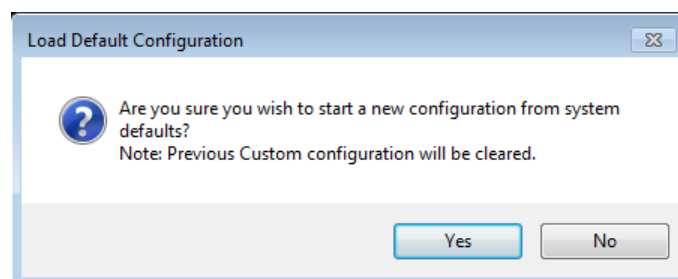 Load Default Configuration
Are you sure you wish to start a new configuration from system
defaults?
Note: Previous Custom configuration will be cleared.
Yes
No